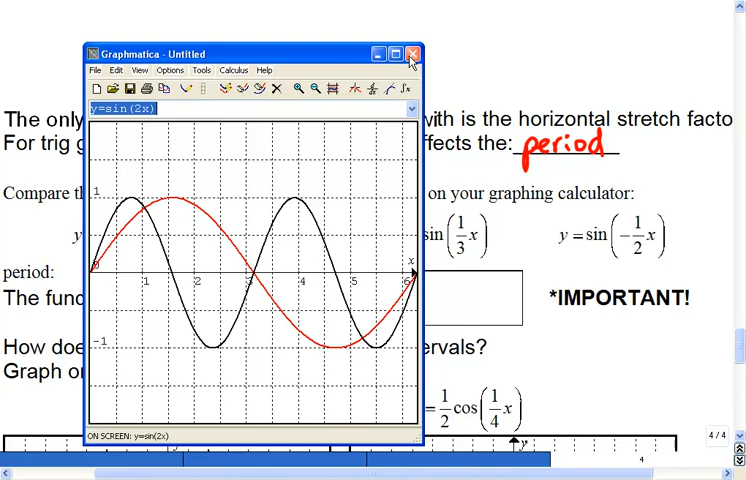 Graphmatica - Untitled
File Edit View Options Tools Calculus Help
y=sin(2x)
The only with is the horizontal stretch facto
For trig g ffects the: period
Compare th on your graphing calculator:
y sin(1/3 x) y = sin(-1/2 x)
1
0 1 2 3 4 5 6 x
-1
period:
The func *IMPORTANT!
How doe ervals?
Graph or
= 1/2 cos(1/4 x)
ON SCREEN: y=sin(2x)
4/4
y y
4